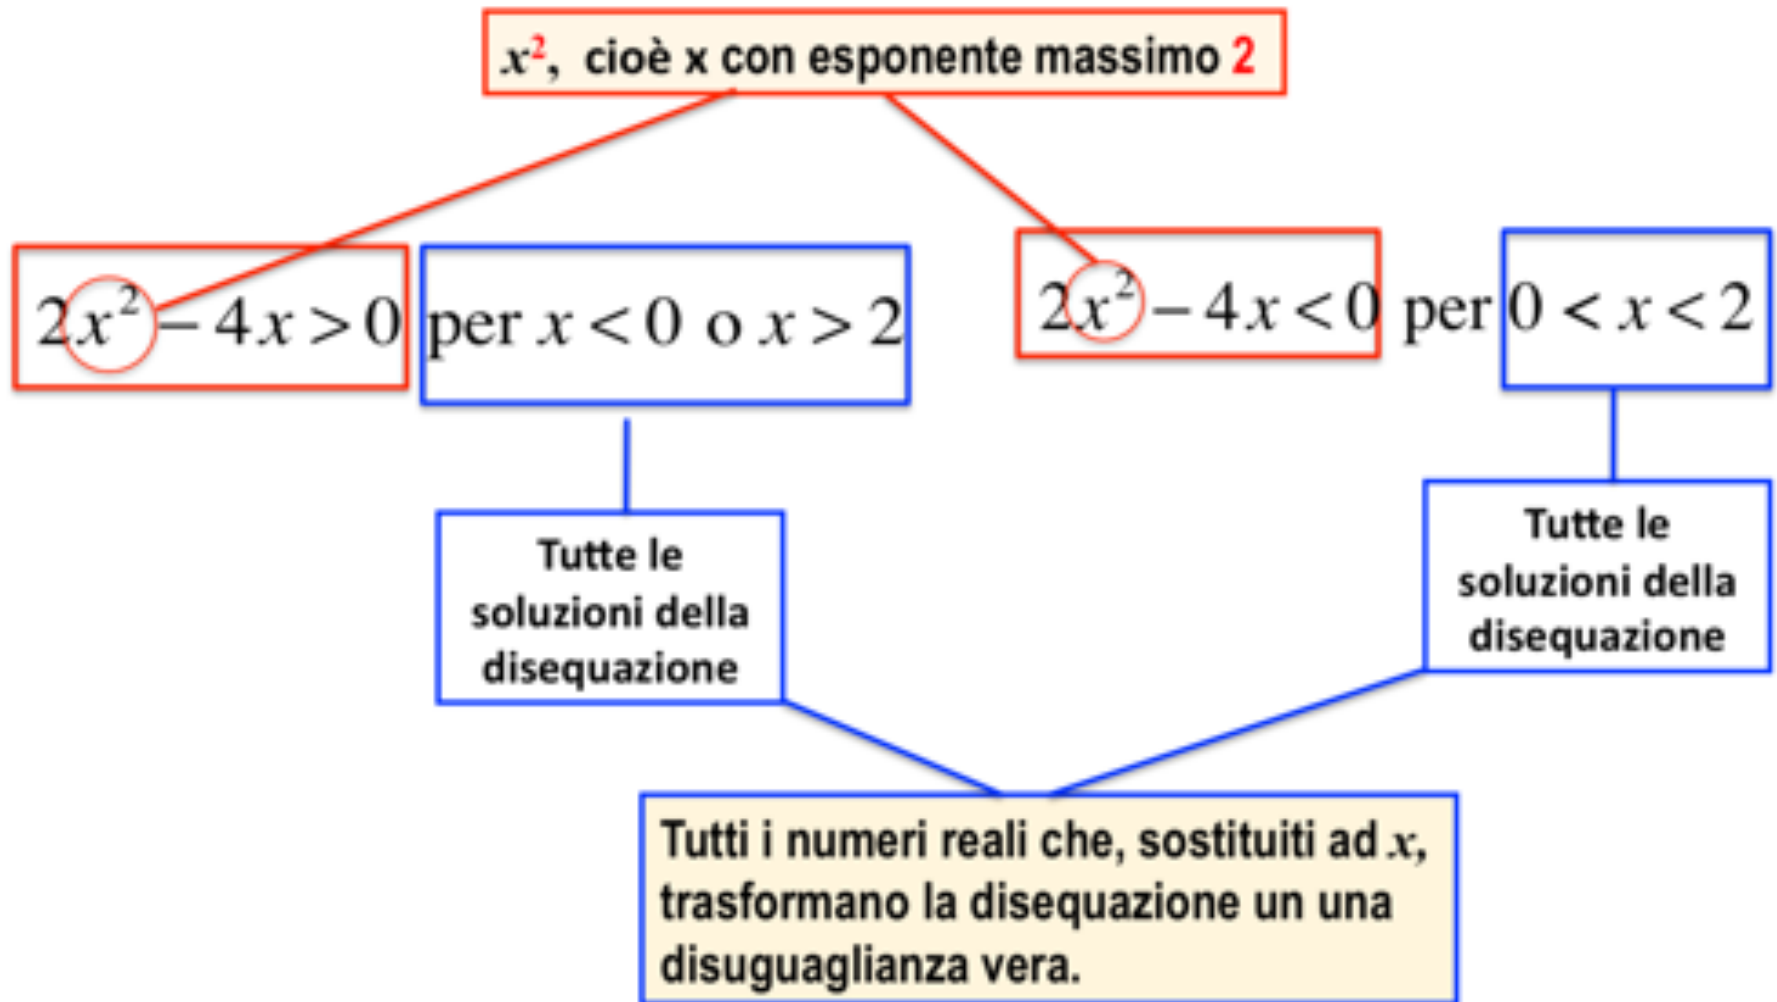 x², cioè x con esponente massimo 2
2x² − 4x > 0 per x < 0 o x > 2
2x² − 4x < 0 per 0 < x < 2
Tutte le
soluzioni della
disequazione
Tutte le
soluzioni della
disequazione
Tutti i numeri reali che, sostituiti ad x,
trasformano la disequazione un una
disuguaglianza vera.